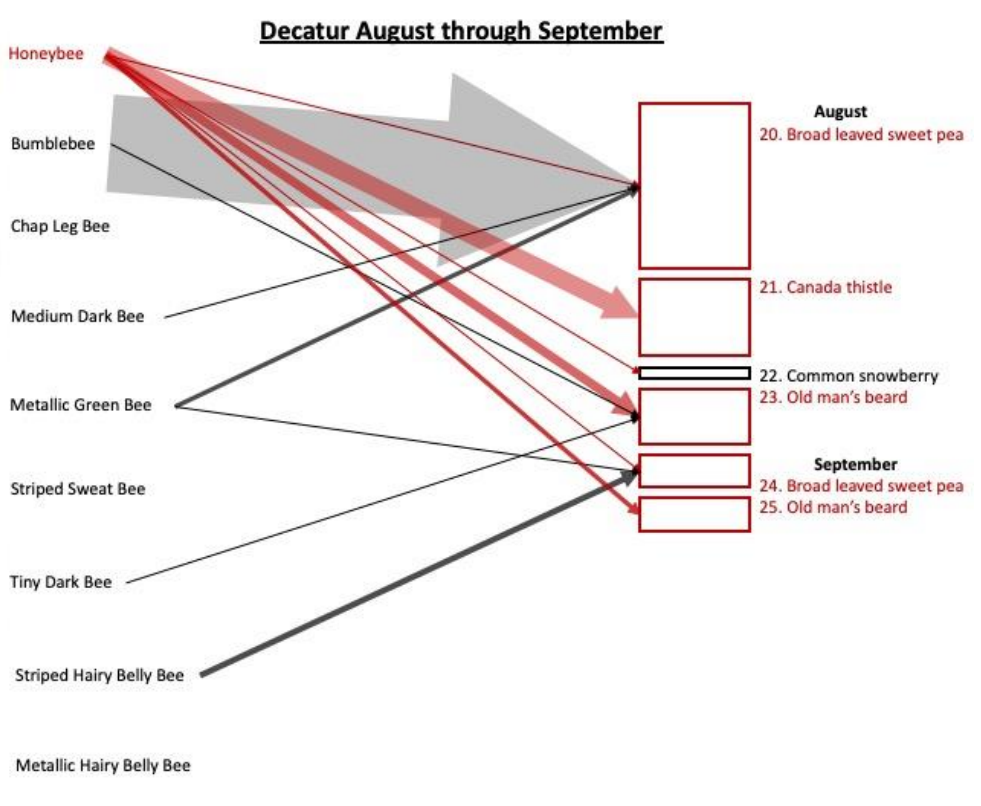 Decatur August through September
Honeybee
Bumblebee
Chap Leg Bee
Medium Dark Bee
Metallic Green Bee
Striped Sweat Bee
Tiny Dark Bee
Striped Hairy Belly Bee
Metallic Hairy Belly Bee
August
20. Broad leaved sweet pea
21. Canada thistle
22. Common snowberry
23. Old man's beard
September
24. Broad leaved sweet pea
25. Old man's beard